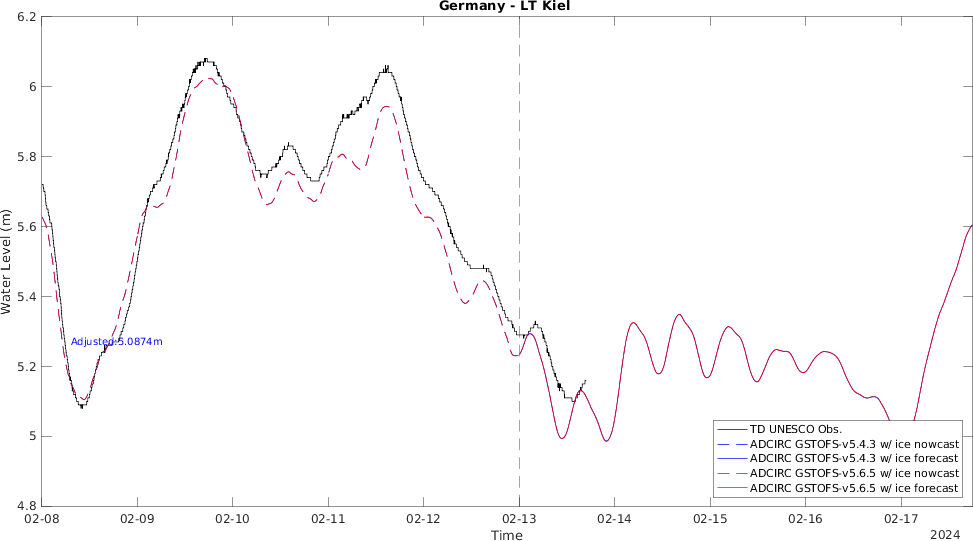 Germany - LT Kiel
6.2
6
5.8
5.6
5.4
5.2
5
4.8
Water Level (m)
Adjusted:5.0874m
TD UNESCO Obs.
ADCIRC GSTOFS-v5.4.3 w/ ice nowcast
ADCIRC GSTOFS-v5.4.3 w/ ice forecast
ADCIRC GSTOFS-v5.6.5 w/ ice nowcast
ADCIRC GSTOFS-v5.6.5 w/ ice forecast
02-08 02-09 02-10 02-11 02-12 02-13 02-14 02-15 02-16 02-17
Time
2024